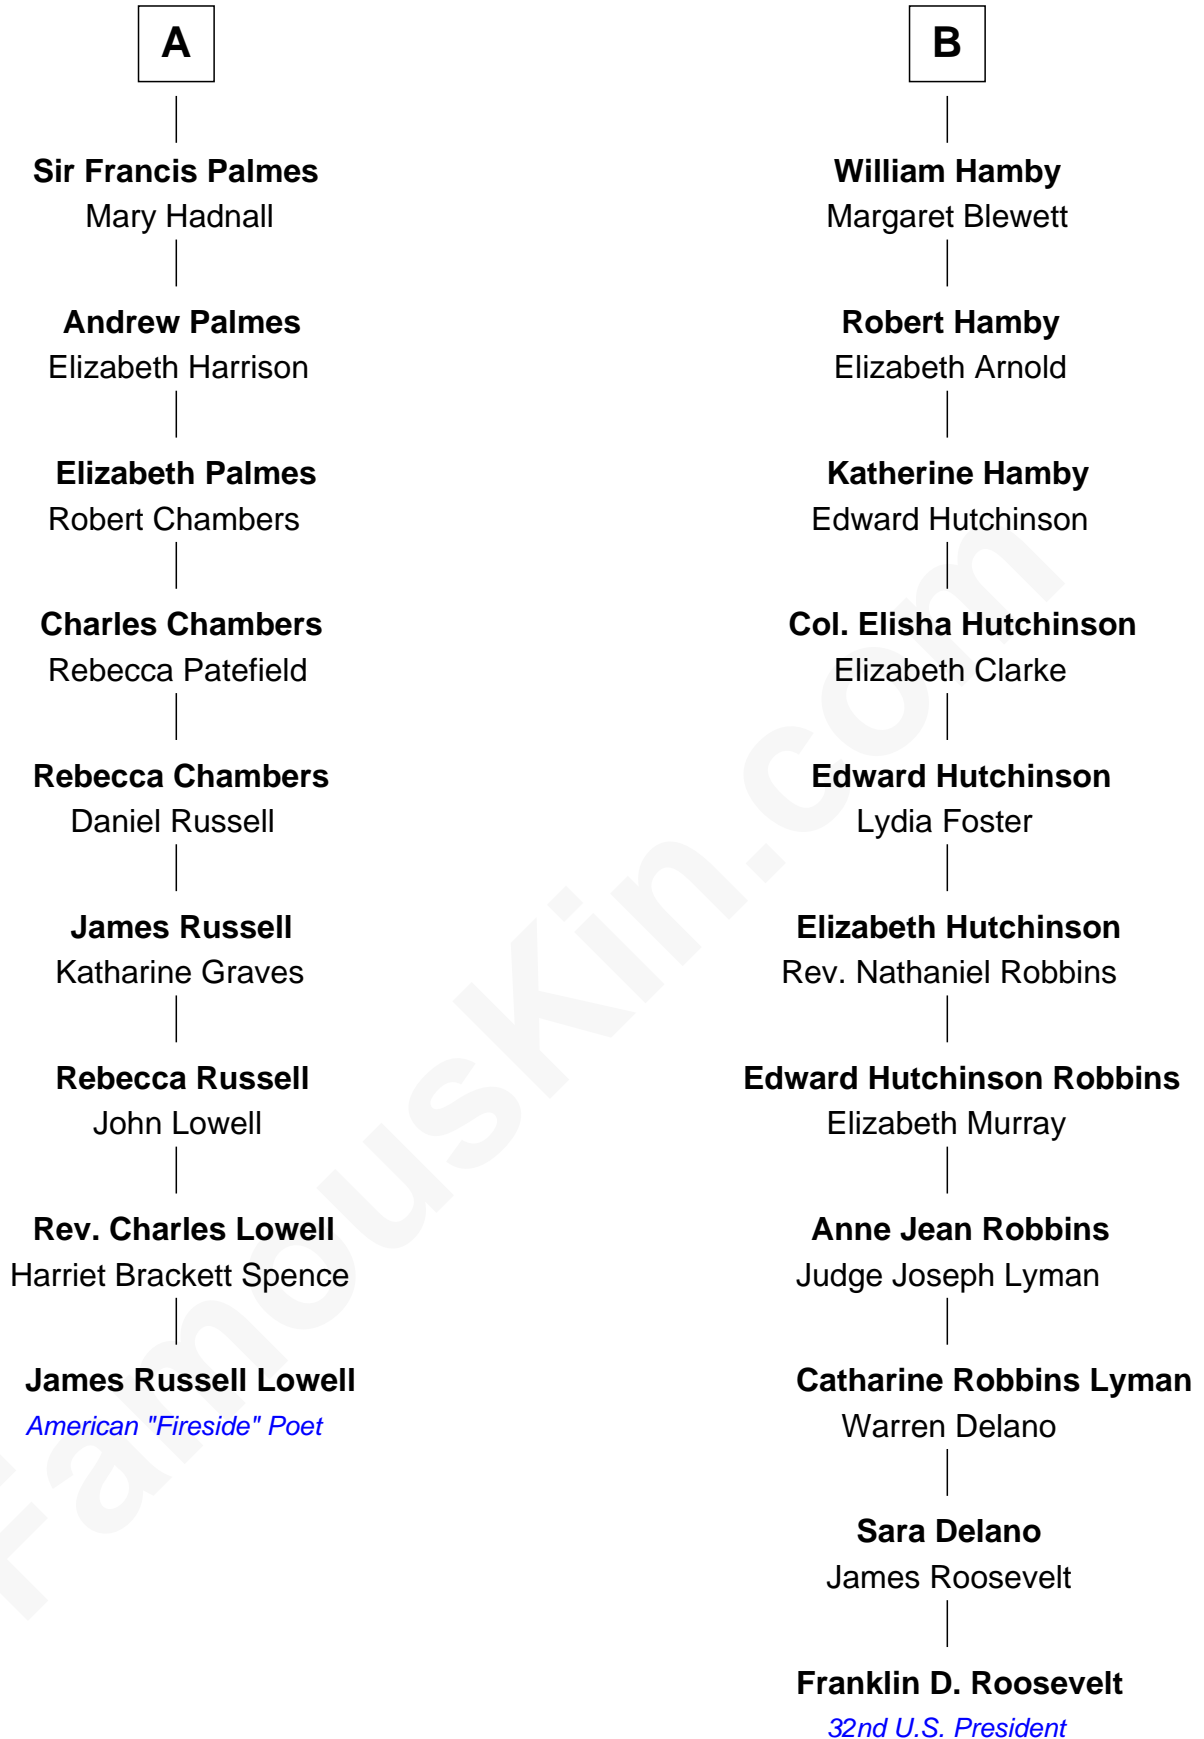 A
Sir Francis Palmes
Mary Hadnall
Andrew Palmes
Elizabeth Harrison
Elizabeth Palmes
Robert Chambers
Charles Chambers
Rebecca Patefield
Rebecca Chambers
Daniel Russell
James Russell
Katharine Graves
Rebecca Russell
John Lowell
Rev. Charles Lowell
Harriet Brackett Spence
James Russell Lowell
American "Fireside" Poet
B
William Hamby
Margaret Blewett
Robert Hamby
Elizabeth Arnold
Katherine Hamby
Edward Hutchinson
Col. Elisha Hutchinson
Elizabeth Clarke
Edward Hutchinson
Lydia Foster
Elizabeth Hutchinson
Rev. Nathaniel Robbins
Edward Hutchinson Robbins
Elizabeth Murray
Anne Jean Robbins
Judge Joseph Lyman
Catharine Robbins Lyman
Warren Delano
Sara Delano
James Roosevelt
Franklin D. Roosevelt
32nd U.S. President
FamousKin.com